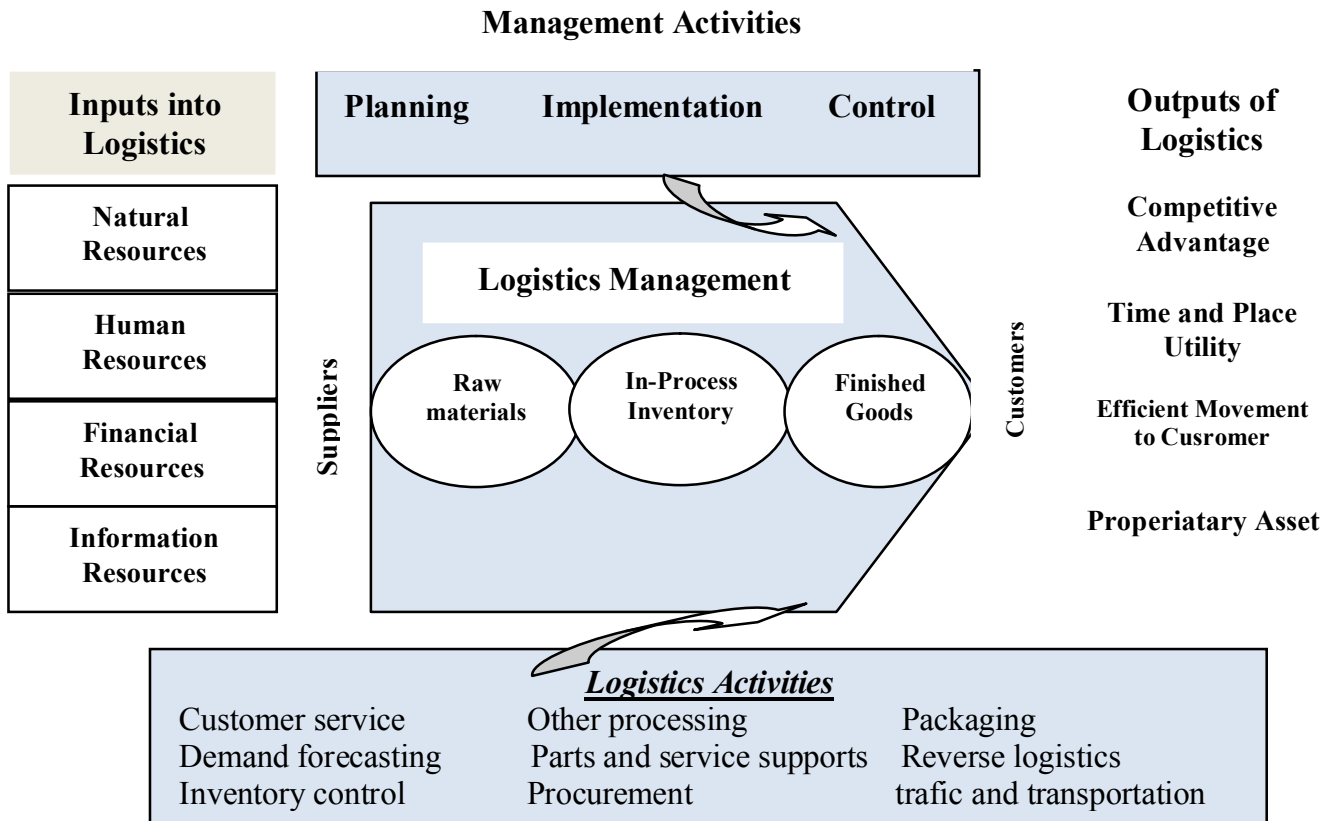 Management Activities
Inputs into
Logistics
Planning Implementation Control
Outputs of
Logistics
Natural
Resources
Human
Resources
Financial
Resources
Information
Resources
Suppliers
Logistics Management
Raw
materials
In-Process
Inventory
Finished
Goods
Customers
Competitive
Advantage
Time and Place
Utility
Efficient Movement
to Cusromer
Properiatary Asset
Logistics Activities
Customer service Other processing Packaging
Demand forecasting Parts and service supports Reverse logistics
Inventory control Procurement trafic and transportation